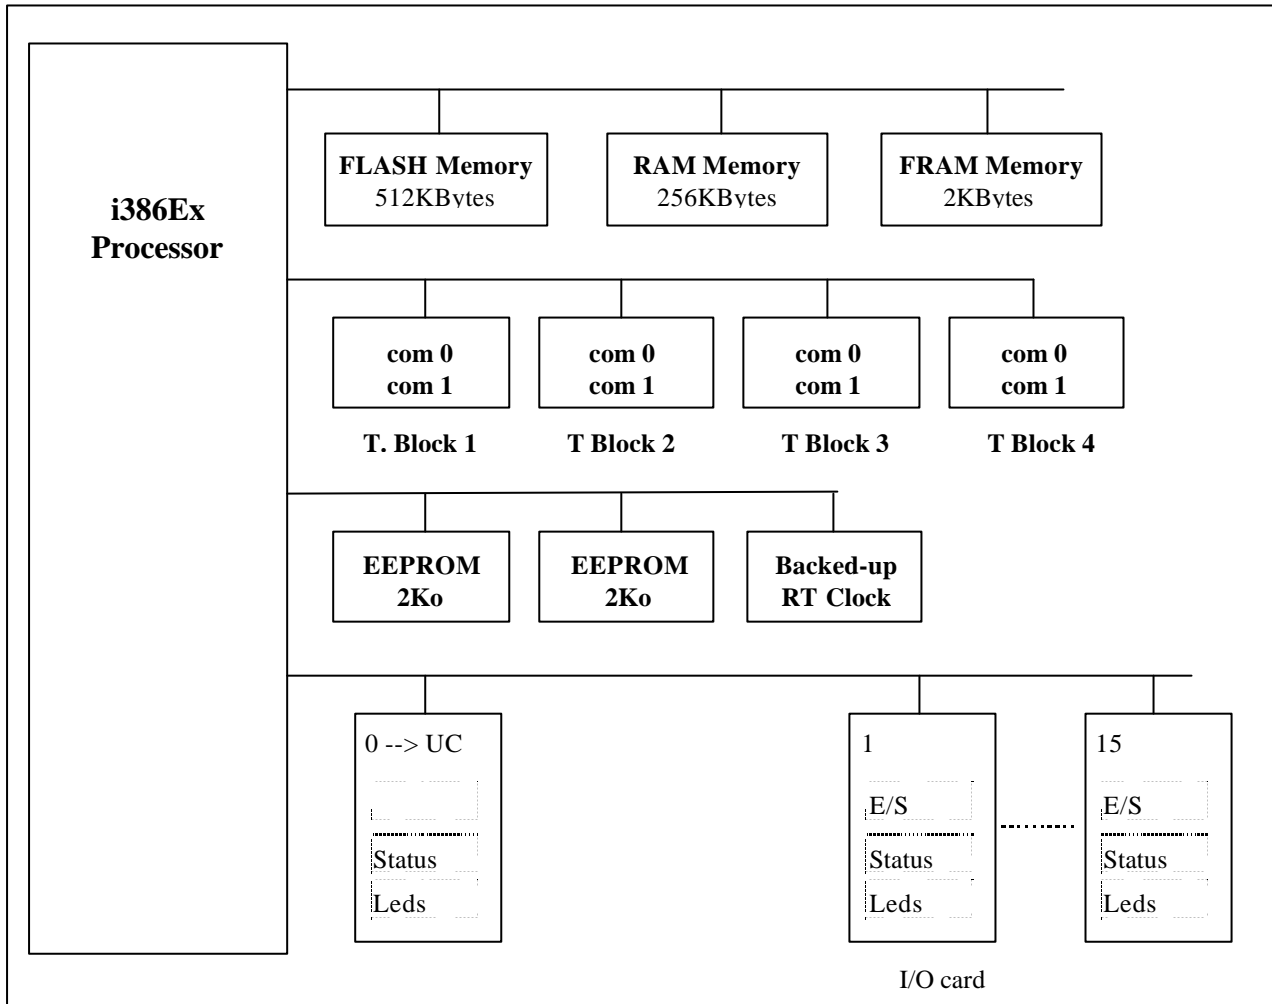 i386Ex
Processor
FLASH Memory
512KBytes
RAM Memory
256KBytes
FRAM Memory
2KBytes
com 0
com 1
com 0
com 1
com 0
com 1
com 0
com 1
T. Block 1
T Block 2
T Block 3
T Block 4
EEPROM
2Ko
EEPROM
2Ko
Backed-up
RT Clock
0 --> UC
Status
Leds
1
E/S
Status
Leds
15
E/S
Status
Leds
I/O card